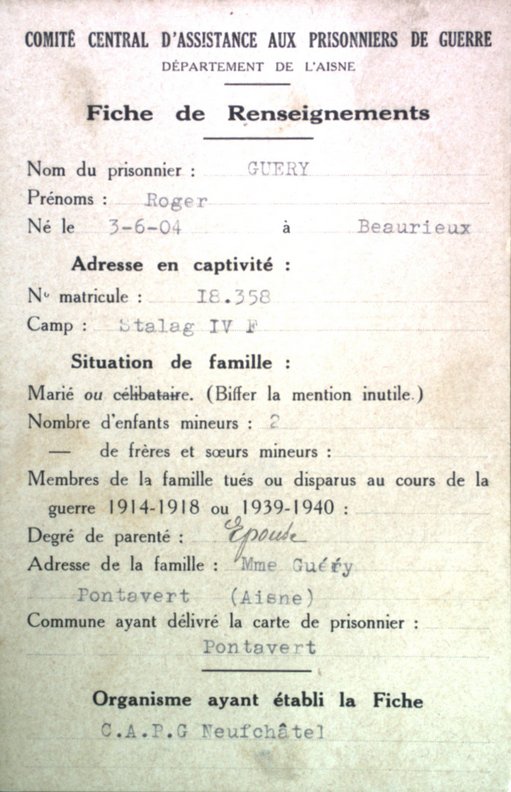 COMITÉ CENTRAL D'ASSISTANCE AUX PRISONNIERS DE GUERRE
DÉPARTEMENT DE L'AISNE
Fiche de Renseignements
Nom du prisonnier : GUERY
Prénoms : Roger
Né le 3-6-04 à Beaurieux
Adresse en captivité :
No matricule : I8.358
Camp : Stalag IV F
Situation de famille :
Marié ou célibataire. (Biffer la mention inutile.)
Nombre d'enfants mineurs : 2
— de frères et sœurs mineurs :
Membres de la famille tués ou disparus au cours de la
guerre 1914-1918 ou 1939-1940 :
Degré de parenté : Epouse
Adresse de la famille : Mme Guéry
Pontavert (Aisne)
Commune ayant délivré la carte de prisonnier :
Pontavert
Organisme ayant établi la Fiche
C.A.P.G Neufchâtel